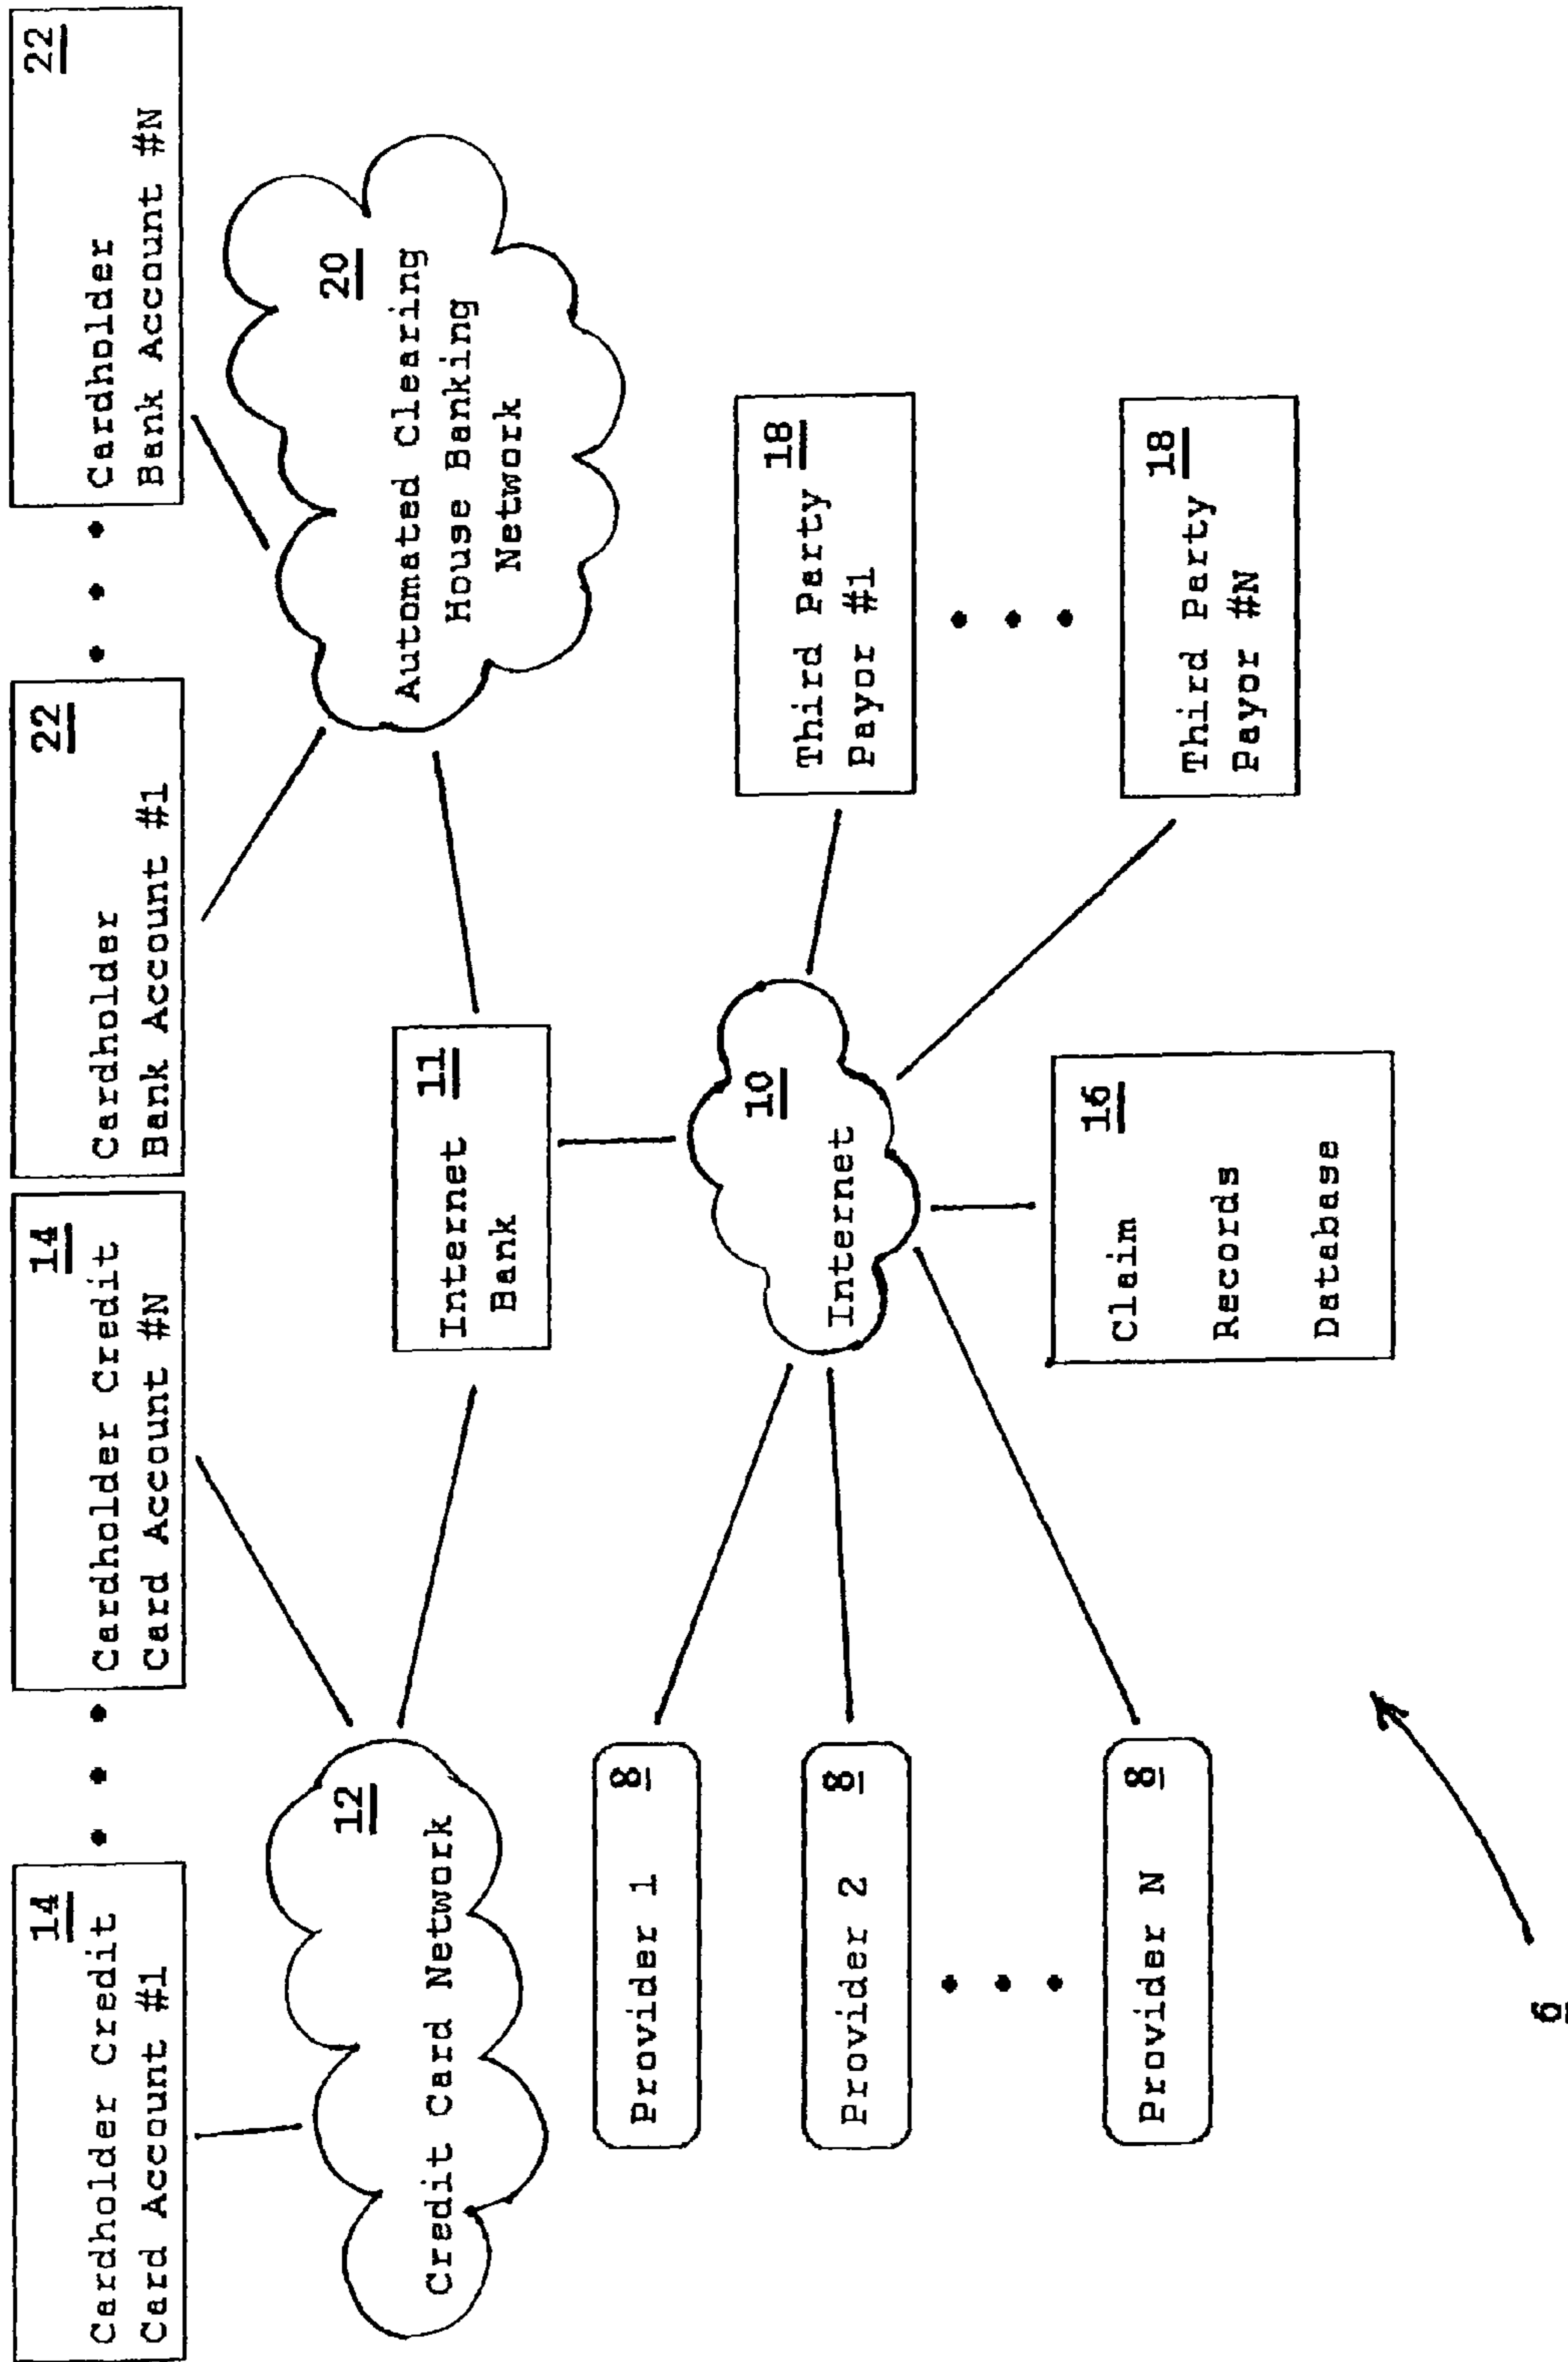 14
Cardholder Credit
Card Account #1
14
Cardholder Credit
Card Account #N
22
Cardholder
Bank Account #1
22
Cardholder
Bank Account #N
12
Credit Card Network
11
Internet
Bank
20
Automated Clearing
House Banking
Network
8
Provider 1
8
Provider 2
8
Provider N
10
Internet
18
Third Party
Payor #1
18
Third Party
Payor #N
16
Claim
Records
Database
6